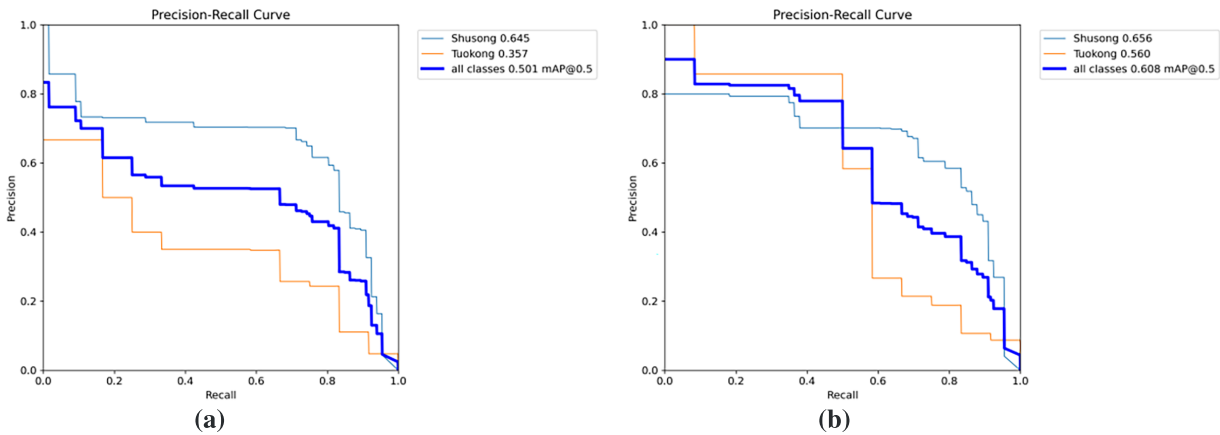 Precision-Recall Curve
1.0
0.8
0.6
0.4
0.2
0.0
Precision
0.0 0.2 0.4 0.6 0.8 1.0
Recall
Shusong 0.645
Tuokong 0.357
all classes 0.501 mAP@0.5
(a)
Precision-Recall Curve
1.0
0.8
0.6
0.4
0.2
0.0
Precision
0.0 0.2 0.4 0.6 0.8 1.0
Recall
Shusong 0.656
Tuokong 0.560
all classes 0.608 mAP@0.5
(b)